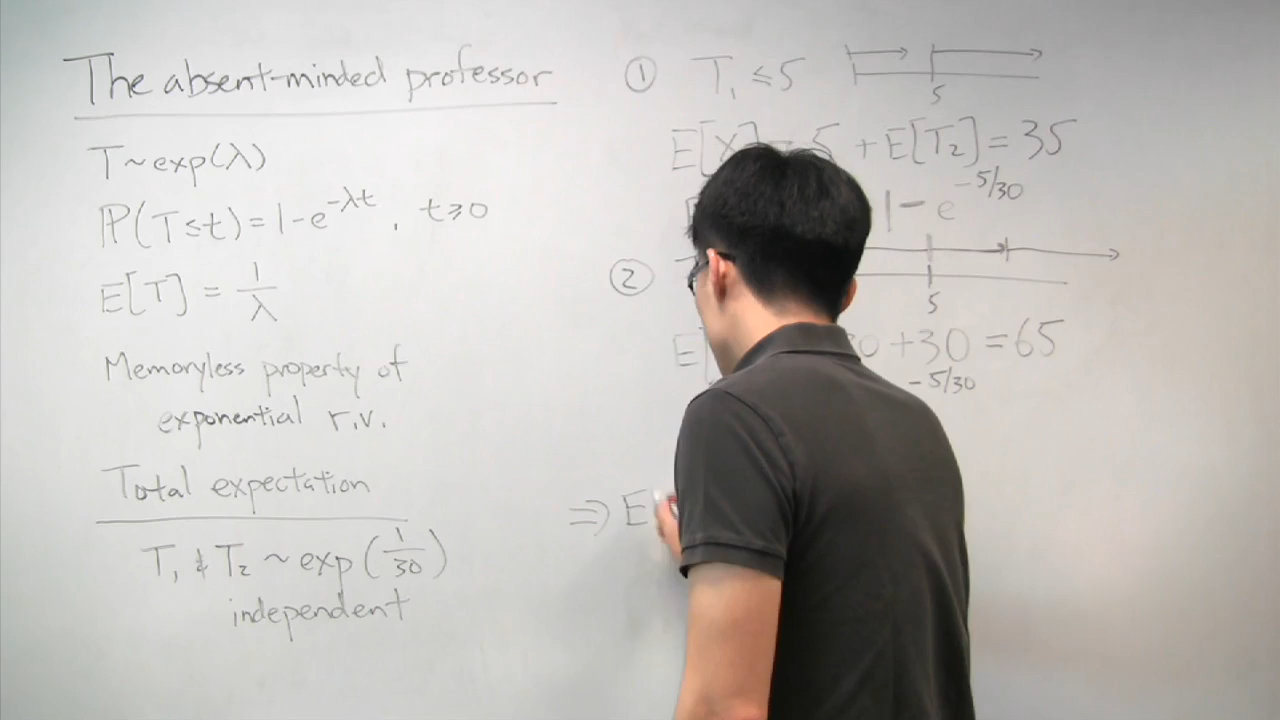 The absent-minded professor
T~exp(λ)
ℙ(T≤t)=1-e^{-λt}, t≥0
E[T] = 1/λ
Memoryless property of
exponential r.v.
Total expectation
T₁ & T₂ ~ exp(1/30)
independent
① T₁ ≤5
5
E[X] = 5 + E[T₂] = 35
1 - e^{-5/30}
②
5
E[ +30 = 65
-5/30
⇒ E